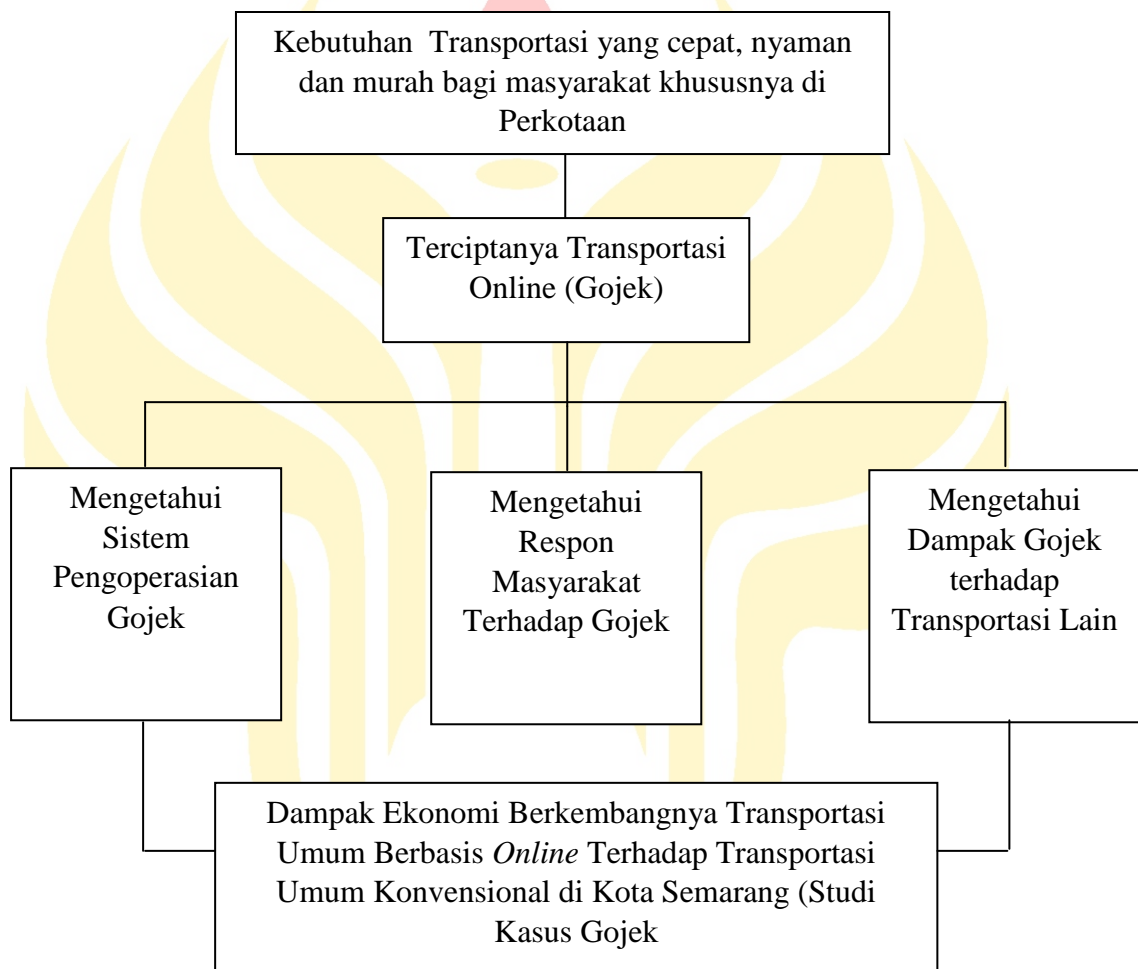 Kebutuhan  Transportasi yang cepat, nyaman
dan murah bagi masyarakat khususnya di
Perkotaan
Terciptanya Transportasi
Online (Gojek)
Mengetahui
Sistem
Pengoperasian
Gojek
Mengetahui
Respon
Masyarakat
Terhadap Gojek
Mengetahui
Dampak Gojek
terhadap
Transportasi Lain
Dampak Ekonomi Berkembangnya Transportasi
Umum Berbasis Online Terhadap Transportasi
Umum Konvensional di Kota Semarang (Studi
Kasus Gojek